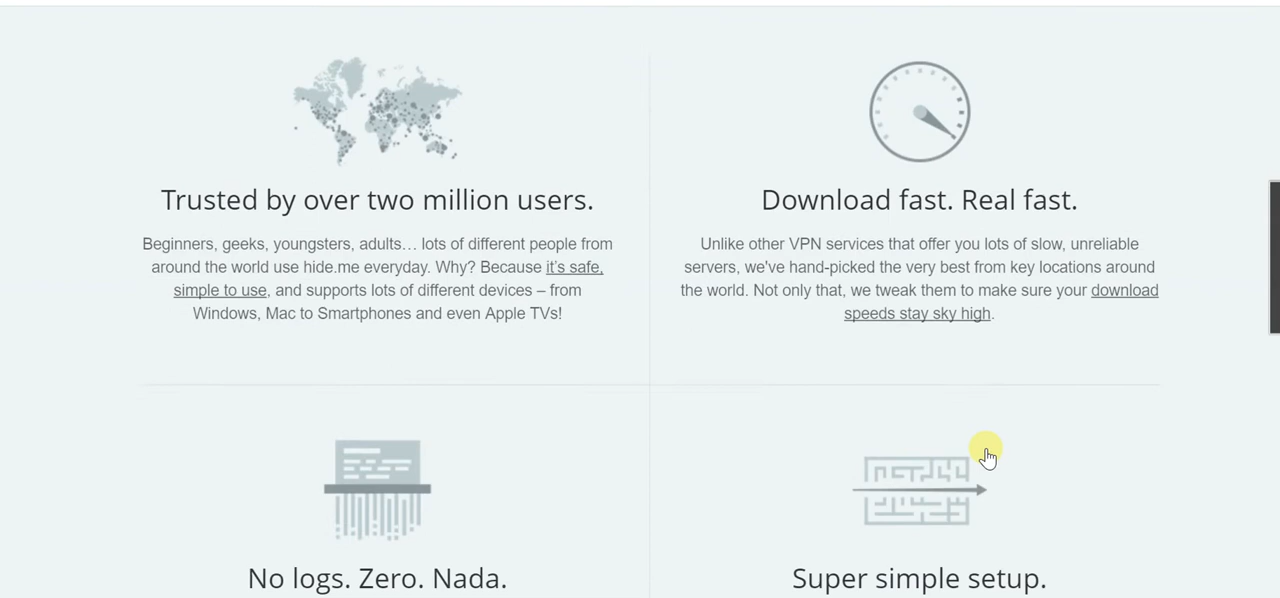 Trusted by over two million users.
Beginners, geeks, youngsters, adults… lots of different people from
around the world use hide.me everyday. Why? Because it's safe,
simple to use, and supports lots of different devices – from
Windows, Mac to Smartphones and even Apple TVs!
Download fast. Real fast.
Unlike other VPN services that offer you lots of slow, unreliable
servers, we've hand-picked the very best from key locations around
the world. Not only that, we tweak them to make sure your download
speeds stay sky high.
No logs. Zero. Nada.
Super simple setup.